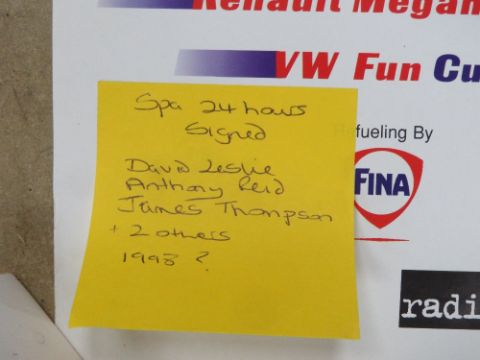 Renault Megan
VW Fun Cu
Spa 24 hours
Signed
efueling By
David Leslie
Anthony Reid
James Thompson
+ 2 others
1998 ?
FINA
radi